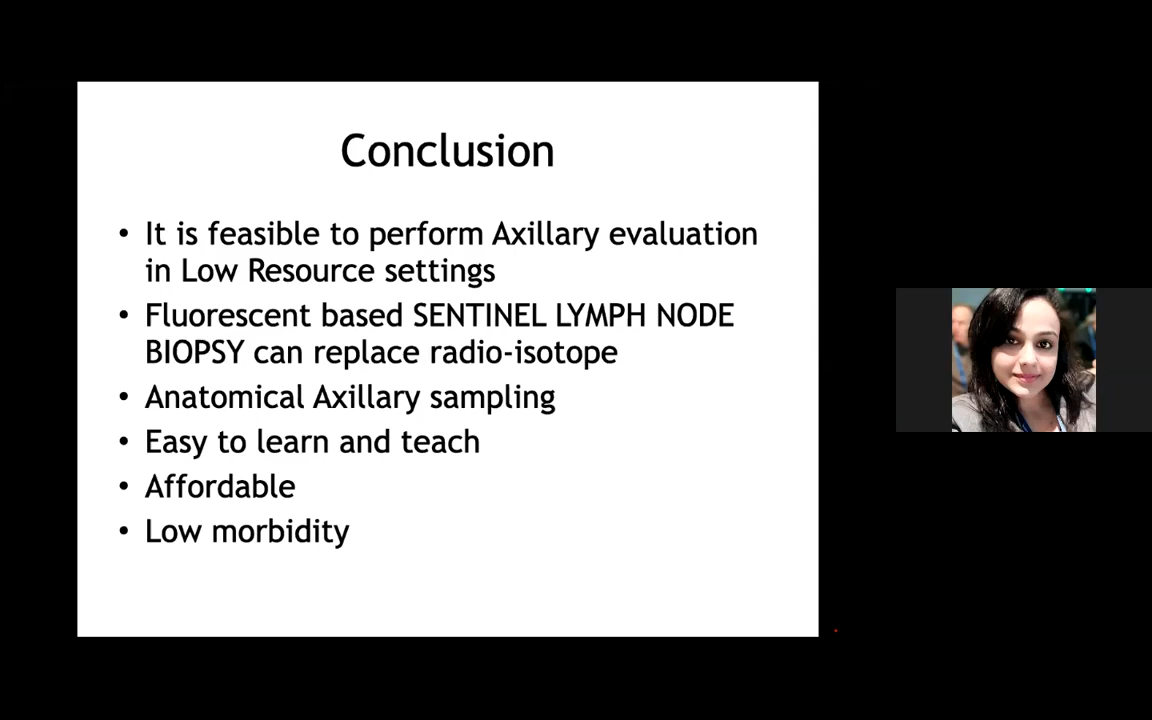 Conclusion
• It is feasible to perform Axillary evaluation
in Low Resource settings
• Fluorescent based SENTINEL LYMPH NODE
BIOPSY can replace radio-isotope
• Anatomical Axillary sampling
• Easy to learn and teach
• Affordable
• Low morbidity